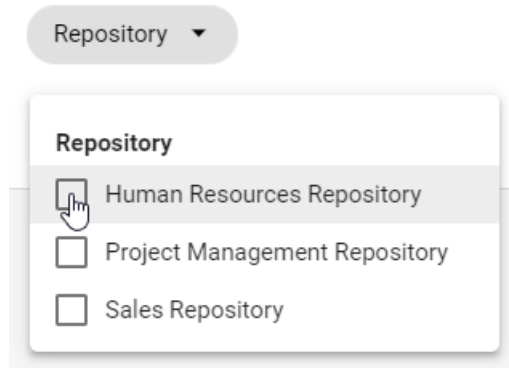 Repository
Repository
Human Resources Repository
Project Management Repository
Sales Repository